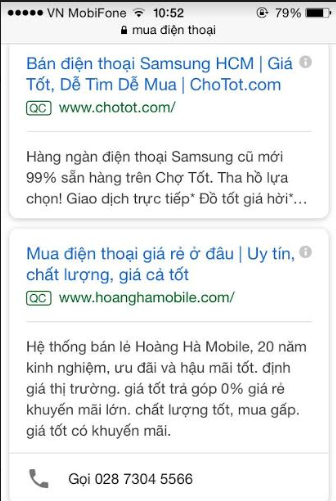 VN MobiFone 10:52 79%
mua điện thoại
Bán điện thoại Samsung HCM | Giá
Tốt, Dễ Tìm Dễ Mua | ChoTot.com
QC www.chotot.com/
Hàng ngàn điện thoại Samsung cũ mới
99% sẵn hàng trên Chợ Tốt. Tha hồ lựa
chọn! Giao dịch trực tiếp* Đồ tốt giá hời*...
Mua điện thoại giá rẻ ở đâu | Uy tín,
chất lượng, giá cả tốt
QC www.hoanghamobile.com/
Hệ thống bán lẻ Hoàng Hà Mobile, 20 năm
kinh nghiệm, ưu đãi và hậu mãi tốt. định
giá thị trường. giá tốt trả góp 0% giá rẻ
khuyến mãi lớn. chất lượng tốt, mua gấp.
giá tốt có khuyến mãi.
Gọi 028 7304 5566